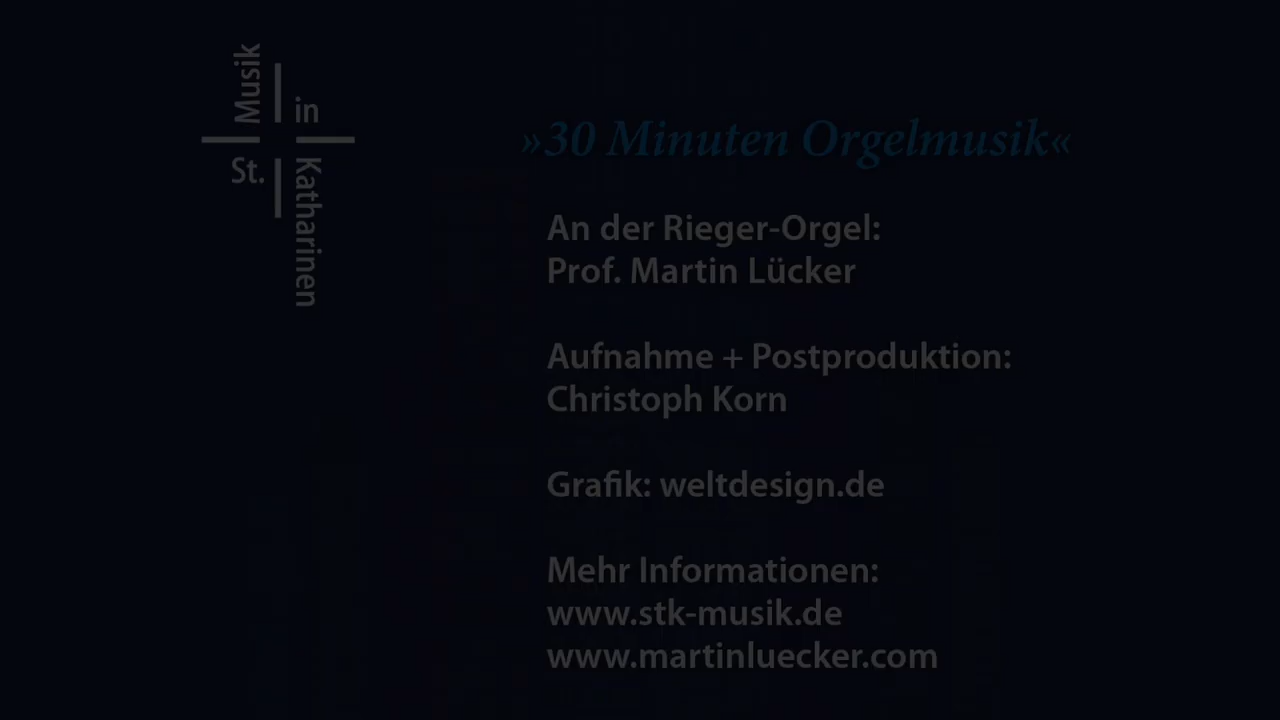 Musik
in
St.
Katharinen
»30 Minuten Orgelmusik«
An der Rieger-Orgel:
Prof. Martin Lücker
Aufnahme + Postproduktion:
Christoph Korn
Grafik: weltdesign.de
Mehr Informationen:
www.stk-musik.de
www.martinluecker.com